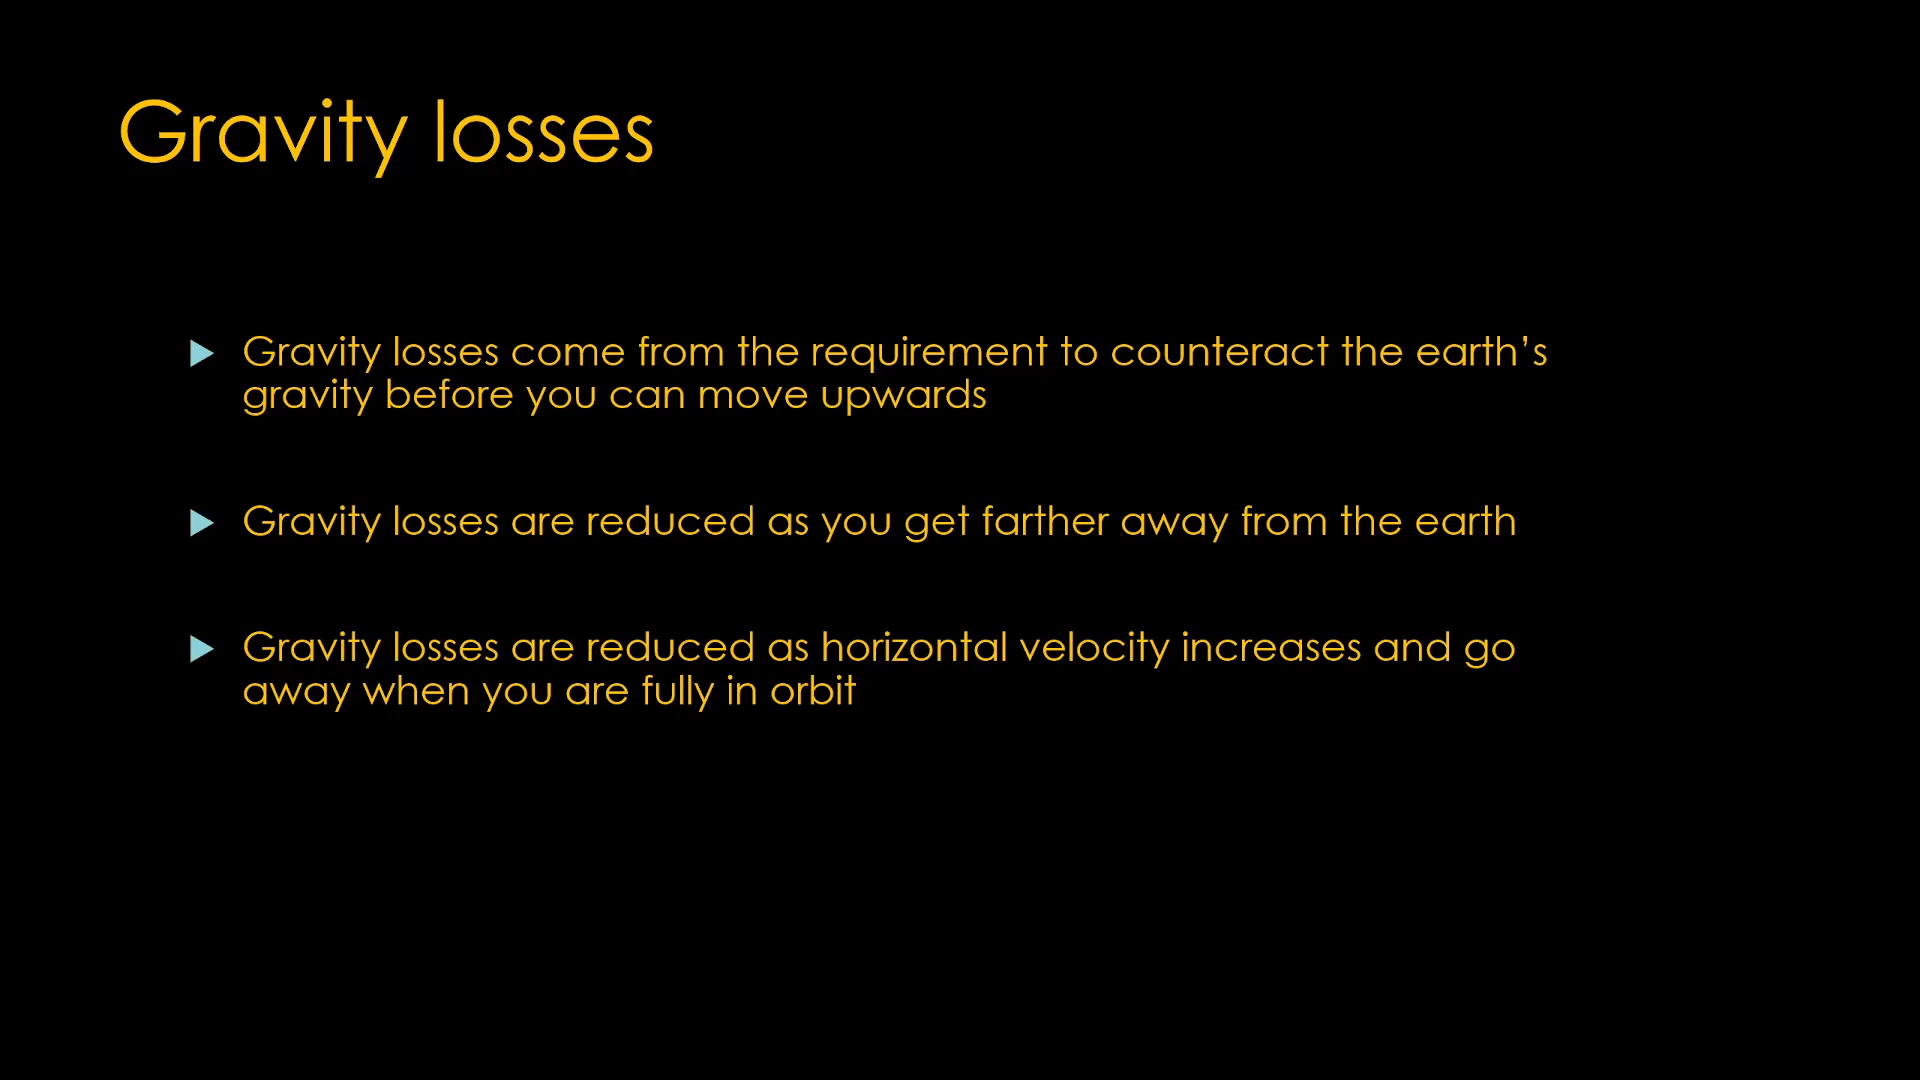 Gravity losses
Gravity losses come from the requirement to counteract the earth’s
gravity before you can move upwards
Gravity losses are reduced as you get farther away from the earth
Gravity losses are reduced as horizontal velocity increases and go
away when you are fully in orbit